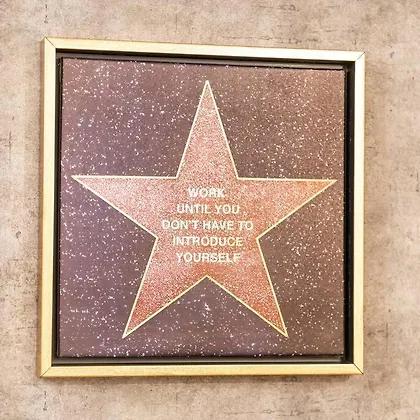 WORK
UNTIL YOU
DON'T HAVE TO
INTRODUCE
YOURSELF